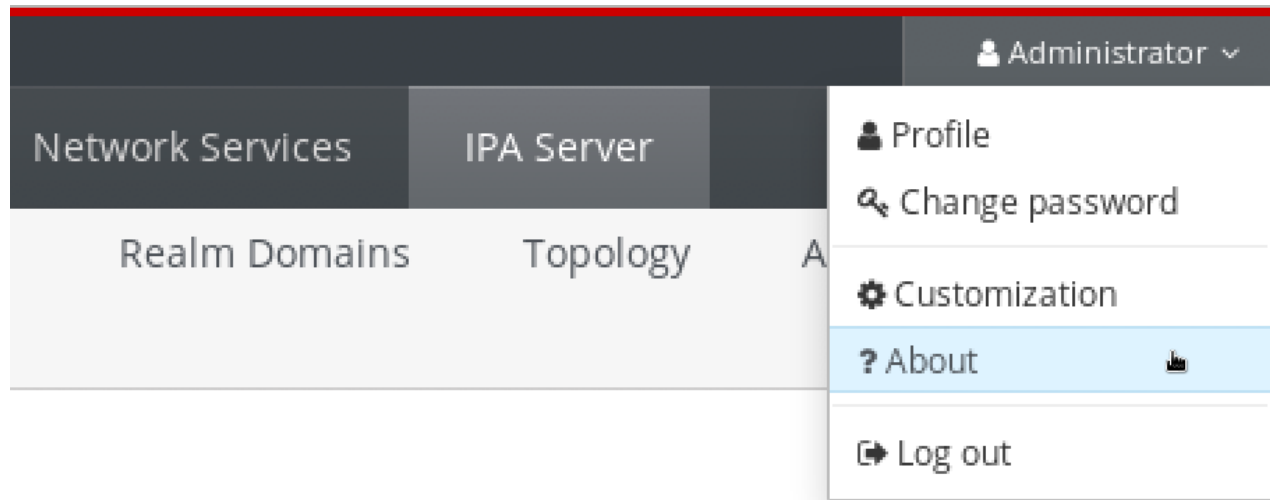 Administrator
Network Services
IPA Server
Realm Domains
Topology
A
Profile
Change password
Customization
? About
Log out